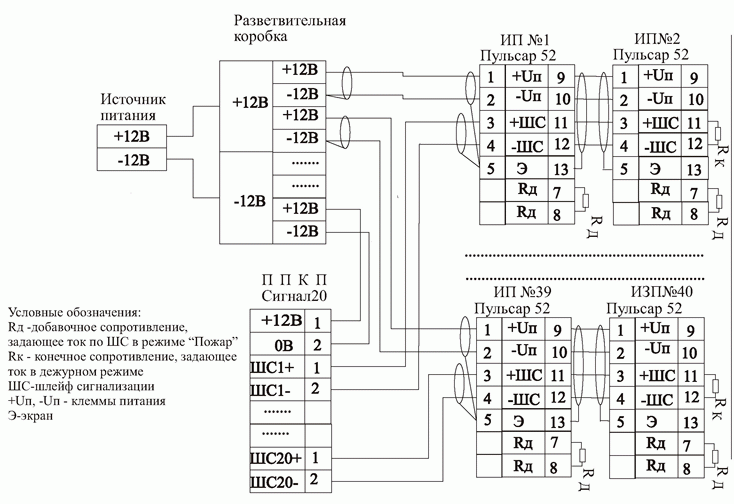 Разветвительная
коробка
+12В
-12В
+12В
-12В
.......
.......
+12В
-12В
+12В
-12В
Источник
питания
+12В
-12В
ИП №1
Пульсар 52
1 +Uп 9
2 -Uп 10
3 +ШС 11
4 -ШС 12
5 Э 13
Rд 7
Rд 8
Rд
ИП№2
Пульсар 52
1 +Uп 9
2 -Uп 10
3 +ШС 11
4 -ШС 12
5 Э 13
Rд 7
Rд 8
Rк
Rд
П П К П
Сигнал20
+12В 1
0В 2
ШС1+ 1
ШС1- 2
.......
.......
ШС20+ 1
ШС20- 2
ИП №39
Пульсар 52
1 +Uп 9
2 -Uп 10
3 +ШС 11
4 -ШС 12
5 Э 13
Rд 7
Rд 8
Rд
ИЗП№40
Пульсар 52
1 +Uп 9
2 -Uп 10
3 +ШС 11
4 -ШС 12
5 Э 13
Rд 7
Rд 8
Rк
Rд
Условные обозначения:
Rд -добавочное сопротивление,
задающее ток по ШС в режиме “Пожар”
Rк - конечное сопротивление, задающее
ток в дежурном режиме
ШС-шлейф сигнализации
+Uп, -Uп - клеммы питания
Э-экран